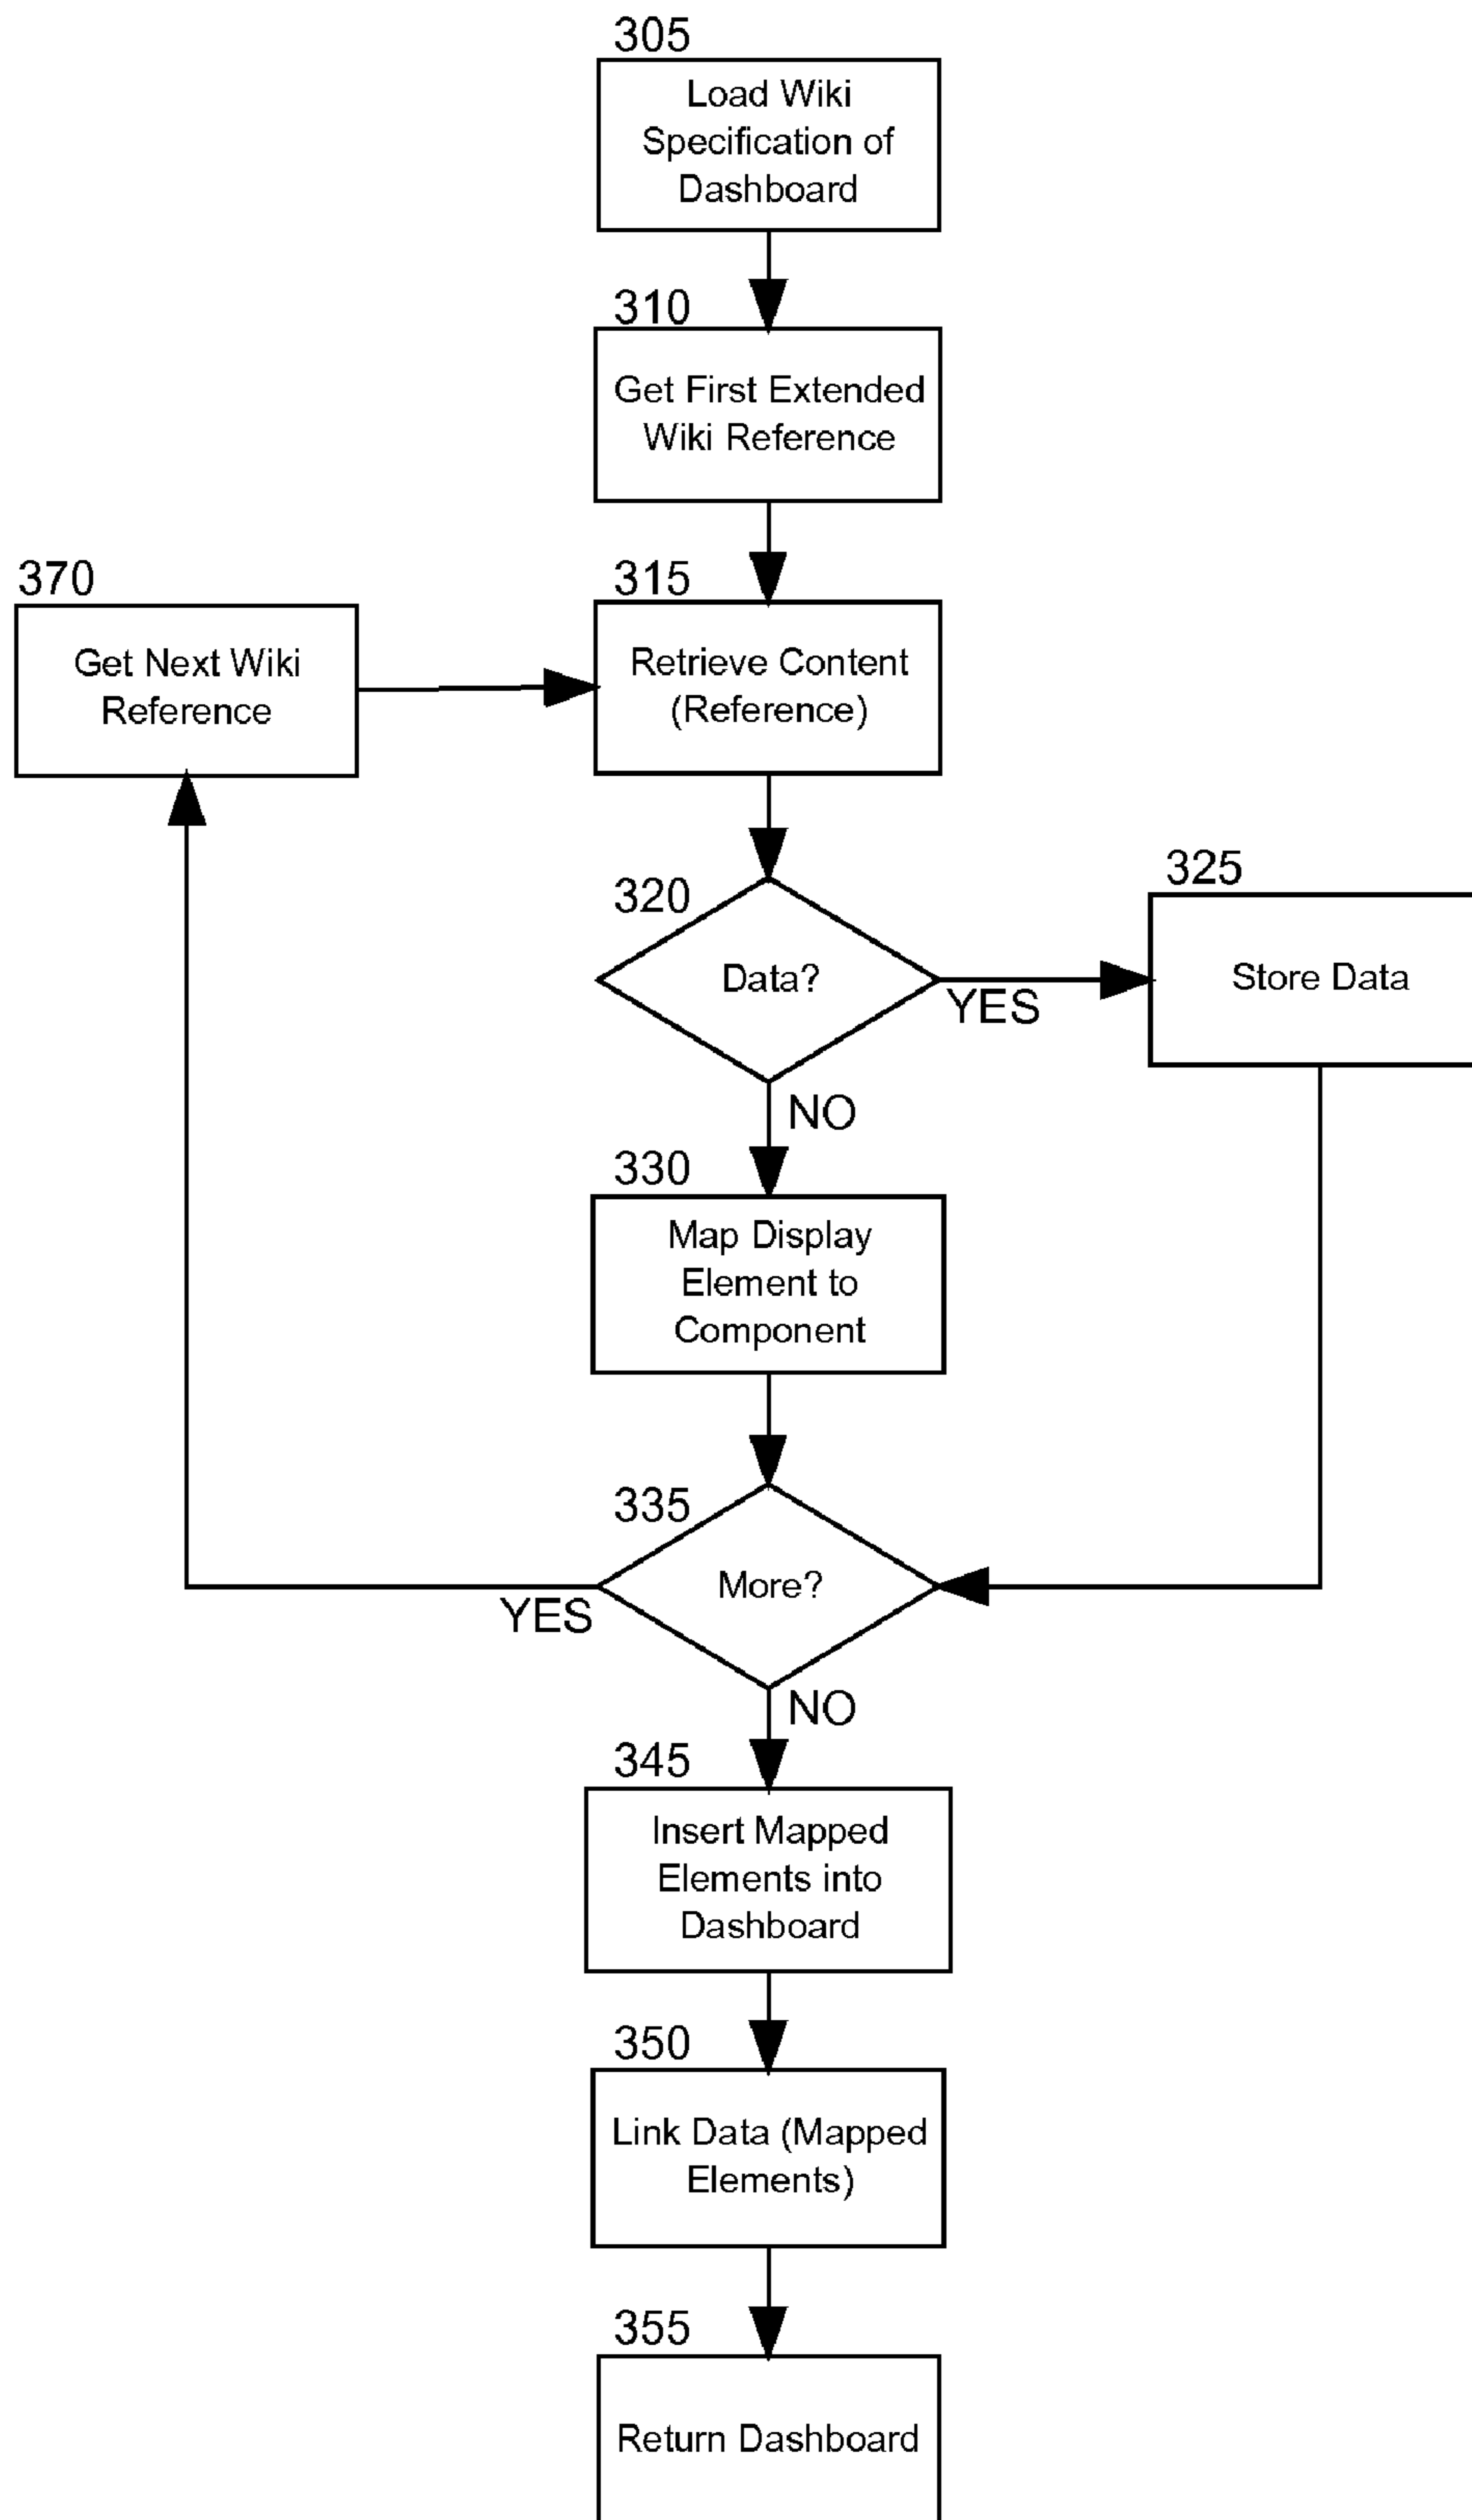 305
Load Wiki
Specification of
Dashboard
310
Get First Extended
Wiki Reference
370
Get Next Wiki
Reference
315
Retrieve Content
(Reference)
320
Data?
YES
NO
325
Store Data
330
Map Display
Element to
Component
335
More?
YES
NO
345
Insert Mapped
Elements into
Dashboard
350
Link Data (Mapped
Elements)
355
Return Dashboard